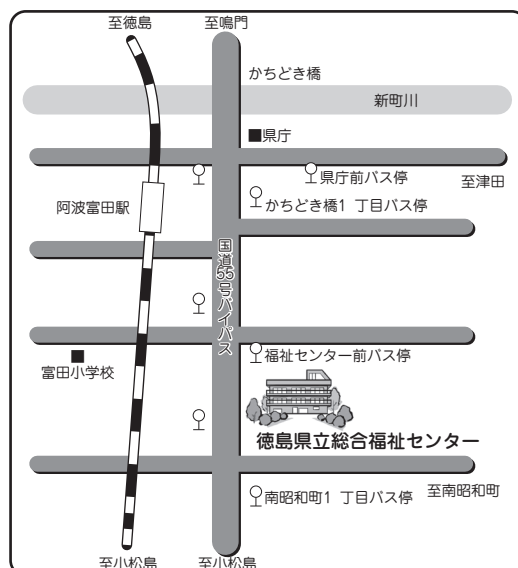 至徳島
至鳴門
かちどき橋
新町川
■県庁
県庁前バス停
至津田
阿波富田駅
かちどき橋1 丁目バス停
国道55号バイパス
福祉センター前バス停
富田小学校
徳島県立総合福祉センター
南昭和町1 丁目バス停
至南昭和町
至小松島
至小松島